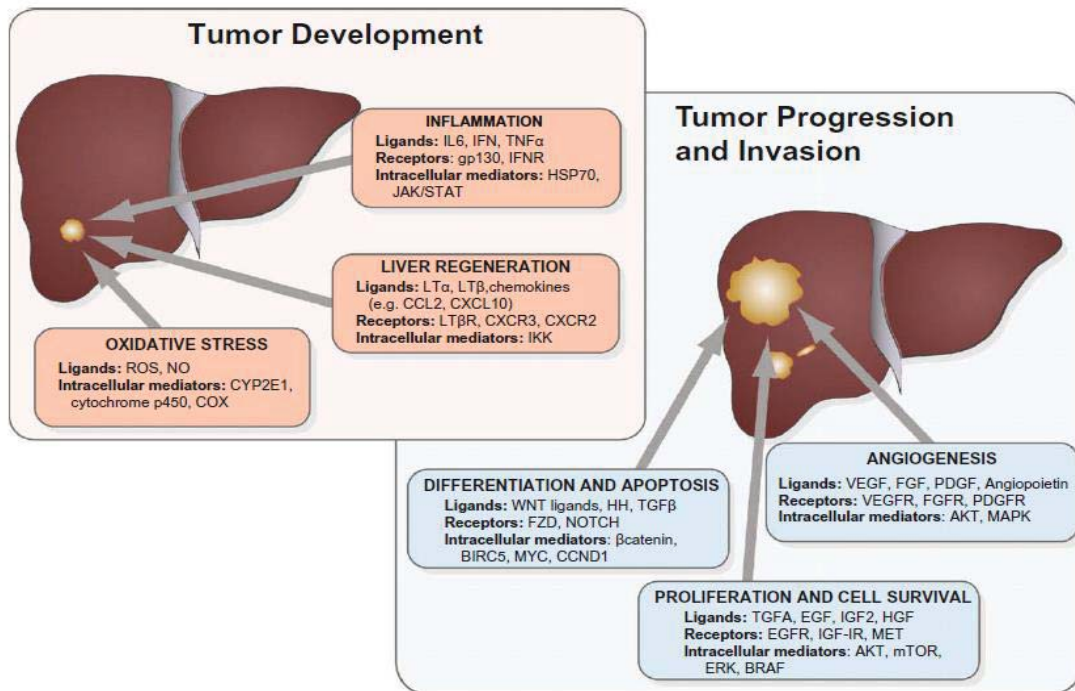 Tumor Development
INFLAMMATION
Ligands: IL6, IFN, TNFα
Receptors: gp130, IFNR
Intracellular mediators: HSP70,
JAK/STAT
LIVER REGENERATION
Ligands: LTα, LTβ,chemokines
(e.g. CCL2, CXCL10)
Receptors: LTβR, CXCR3, CXCR2
Intracellular mediators: IKK
OXIDATIVE STRESS
Ligands: ROS, NO
Intracellular mediators: CYP2E1,
cytochrome p450, COX
Tumor Progression
and Invasion
DIFFERENTIATION AND APOPTOSIS
Ligands: WNT ligands, HH, TGFβ
Receptors: FZD, NOTCH
Intracellular mediators: βcatenin,
BIRC5, MYC, CCND1
ANGIOGENESIS
Ligands: VEGF, FGF, PDGF, Angiopoietin
Receptors: VEGFR, FGFR, PDGFR
Intracellular mediators: AKT, MAPK
PROLIFERATION AND CELL SURVIVAL
Ligands: TGFA, EGF, IGF2, HGF
Receptors: EGFR, IGF-IR, MET
Intracellular mediators: AKT, mTOR,
ERK, BRAF